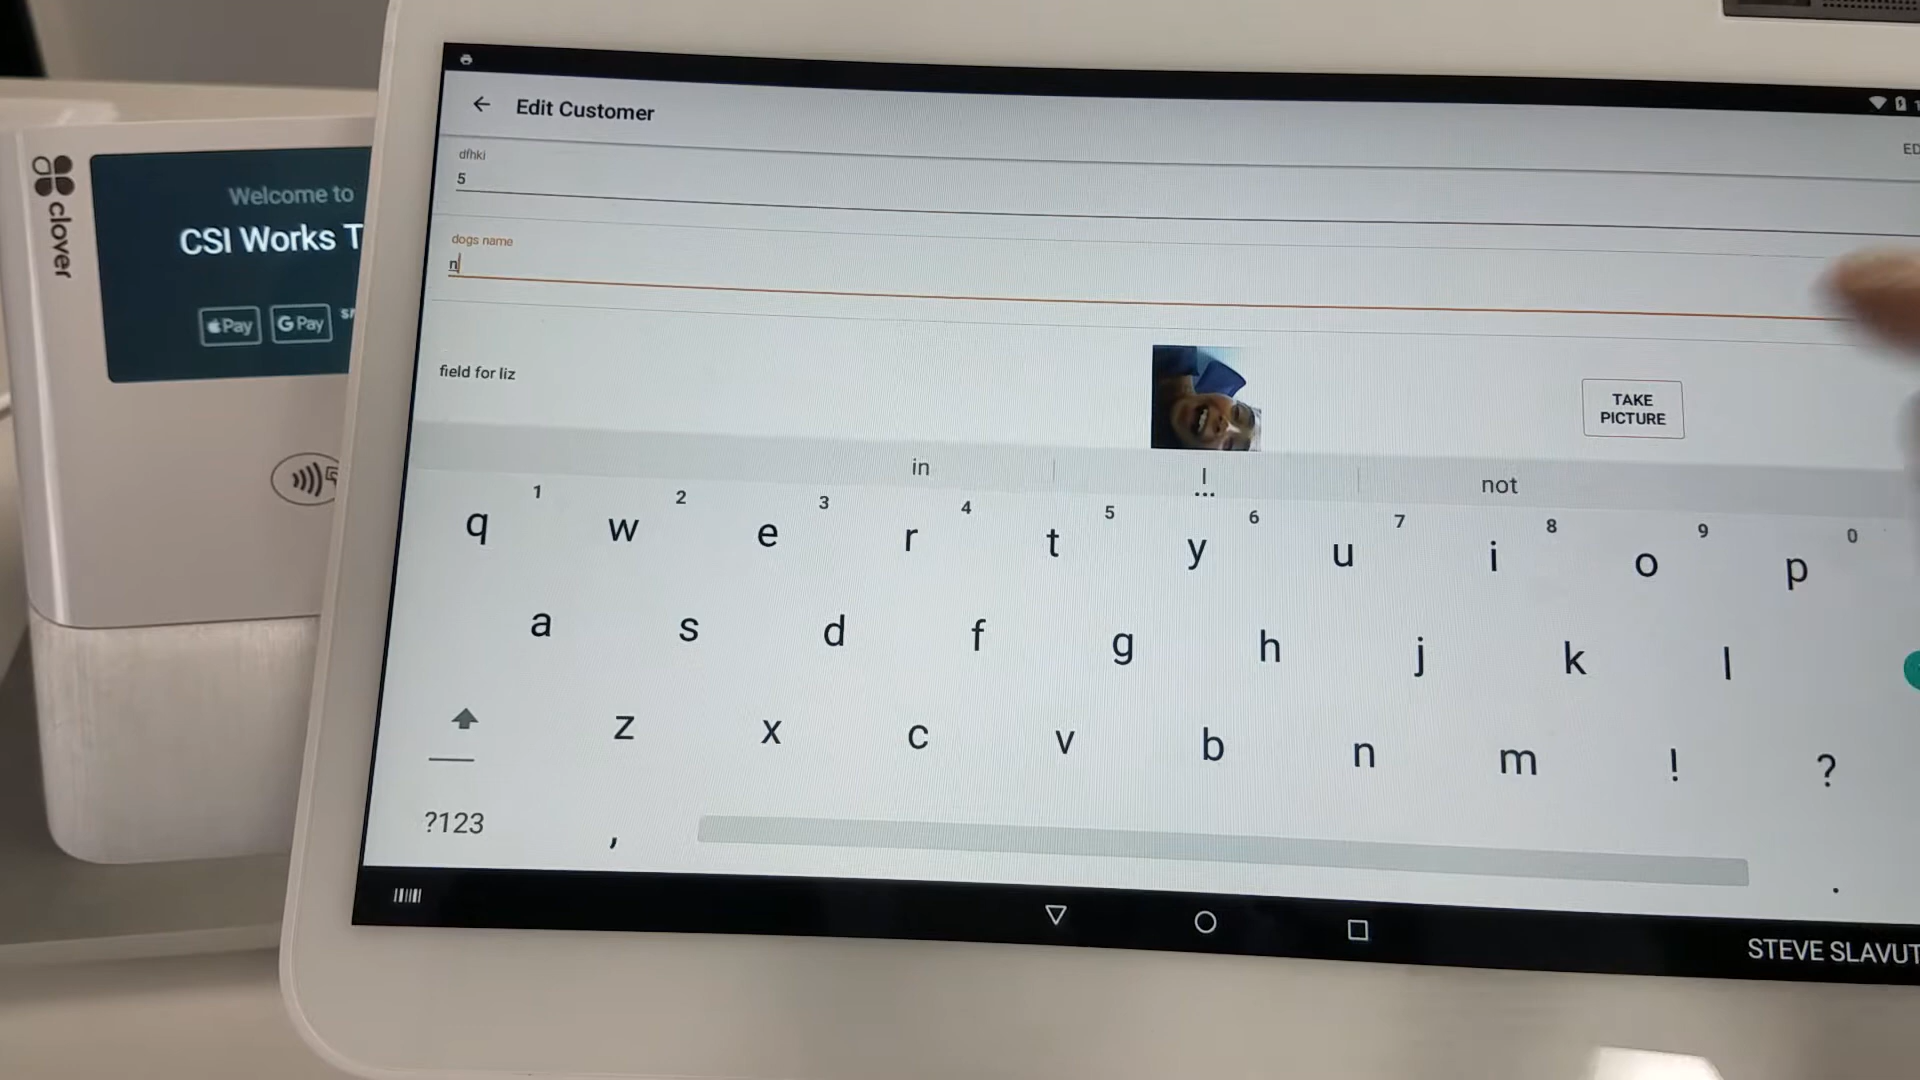 clover
Welcome to
CSI Works T
Pay
G Pay
Edit Customer
dfhki
5
dogs name
n
field for liz
TAKE
PICTURE
in
I
...
not
1 2 3 4 5 6 7 8 9 0
q w e r t y u i o p
a s d f g h j k l
z x c v b n m ! ?
?123 , .
STEVE SLAVUT